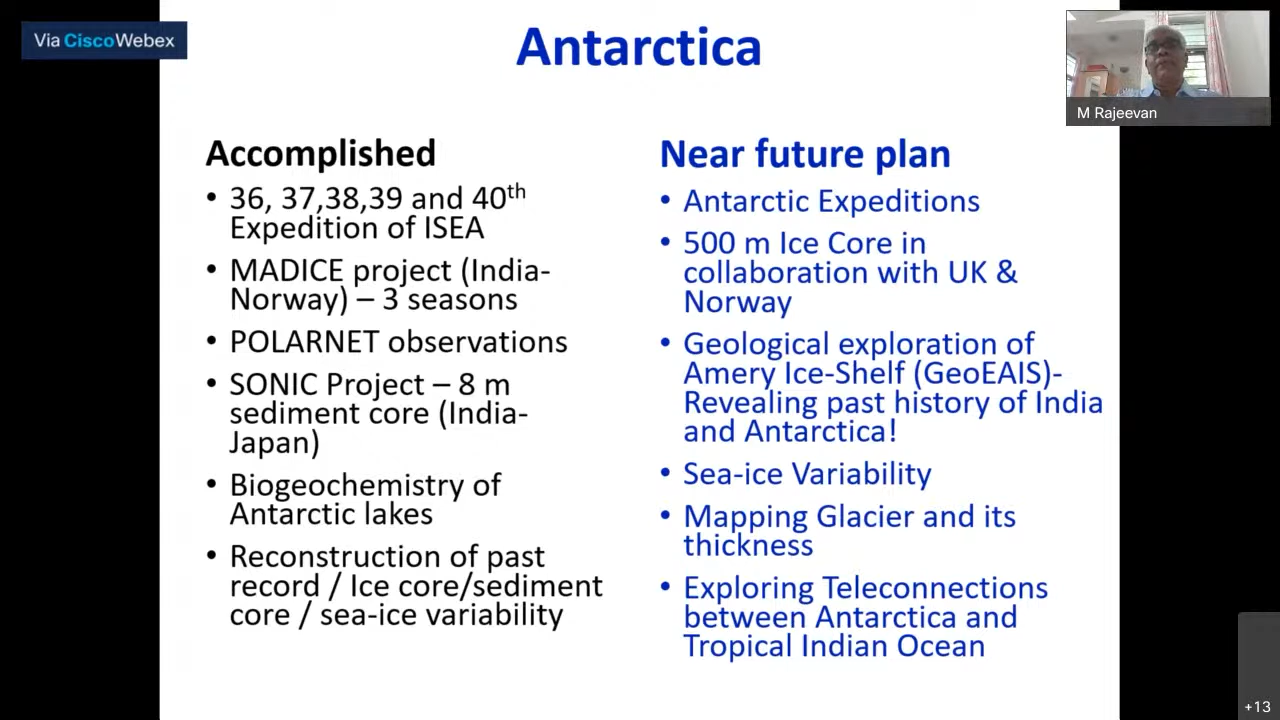 Via CiscoWebex
Antarctica
M Rajeevan
Accomplished
• 36, 37,38,39 and 40th
Expedition of ISEA
• MADICE project (India-
Norway) – 3 seasons
• POLARNET observations
• SONIC Project – 8 m
sediment core (India-
Japan)
• Biogeochemistry of
Antarctic lakes
• Reconstruction of past
record / Ice core/sediment
core / sea-ice variability
Near future plan
• Antarctic Expeditions
• 500 m Ice Core in
collaboration with UK &
Norway
• Geological exploration of
Amery Ice-Shelf (GeoEAIS)-
Revealing past history of India
and Antarctica!
• Sea-ice Variability
• Mapping Glacier and its
thickness
• Exploring Teleconnections
between Antarctica and
Tropical Indian Ocean
+13